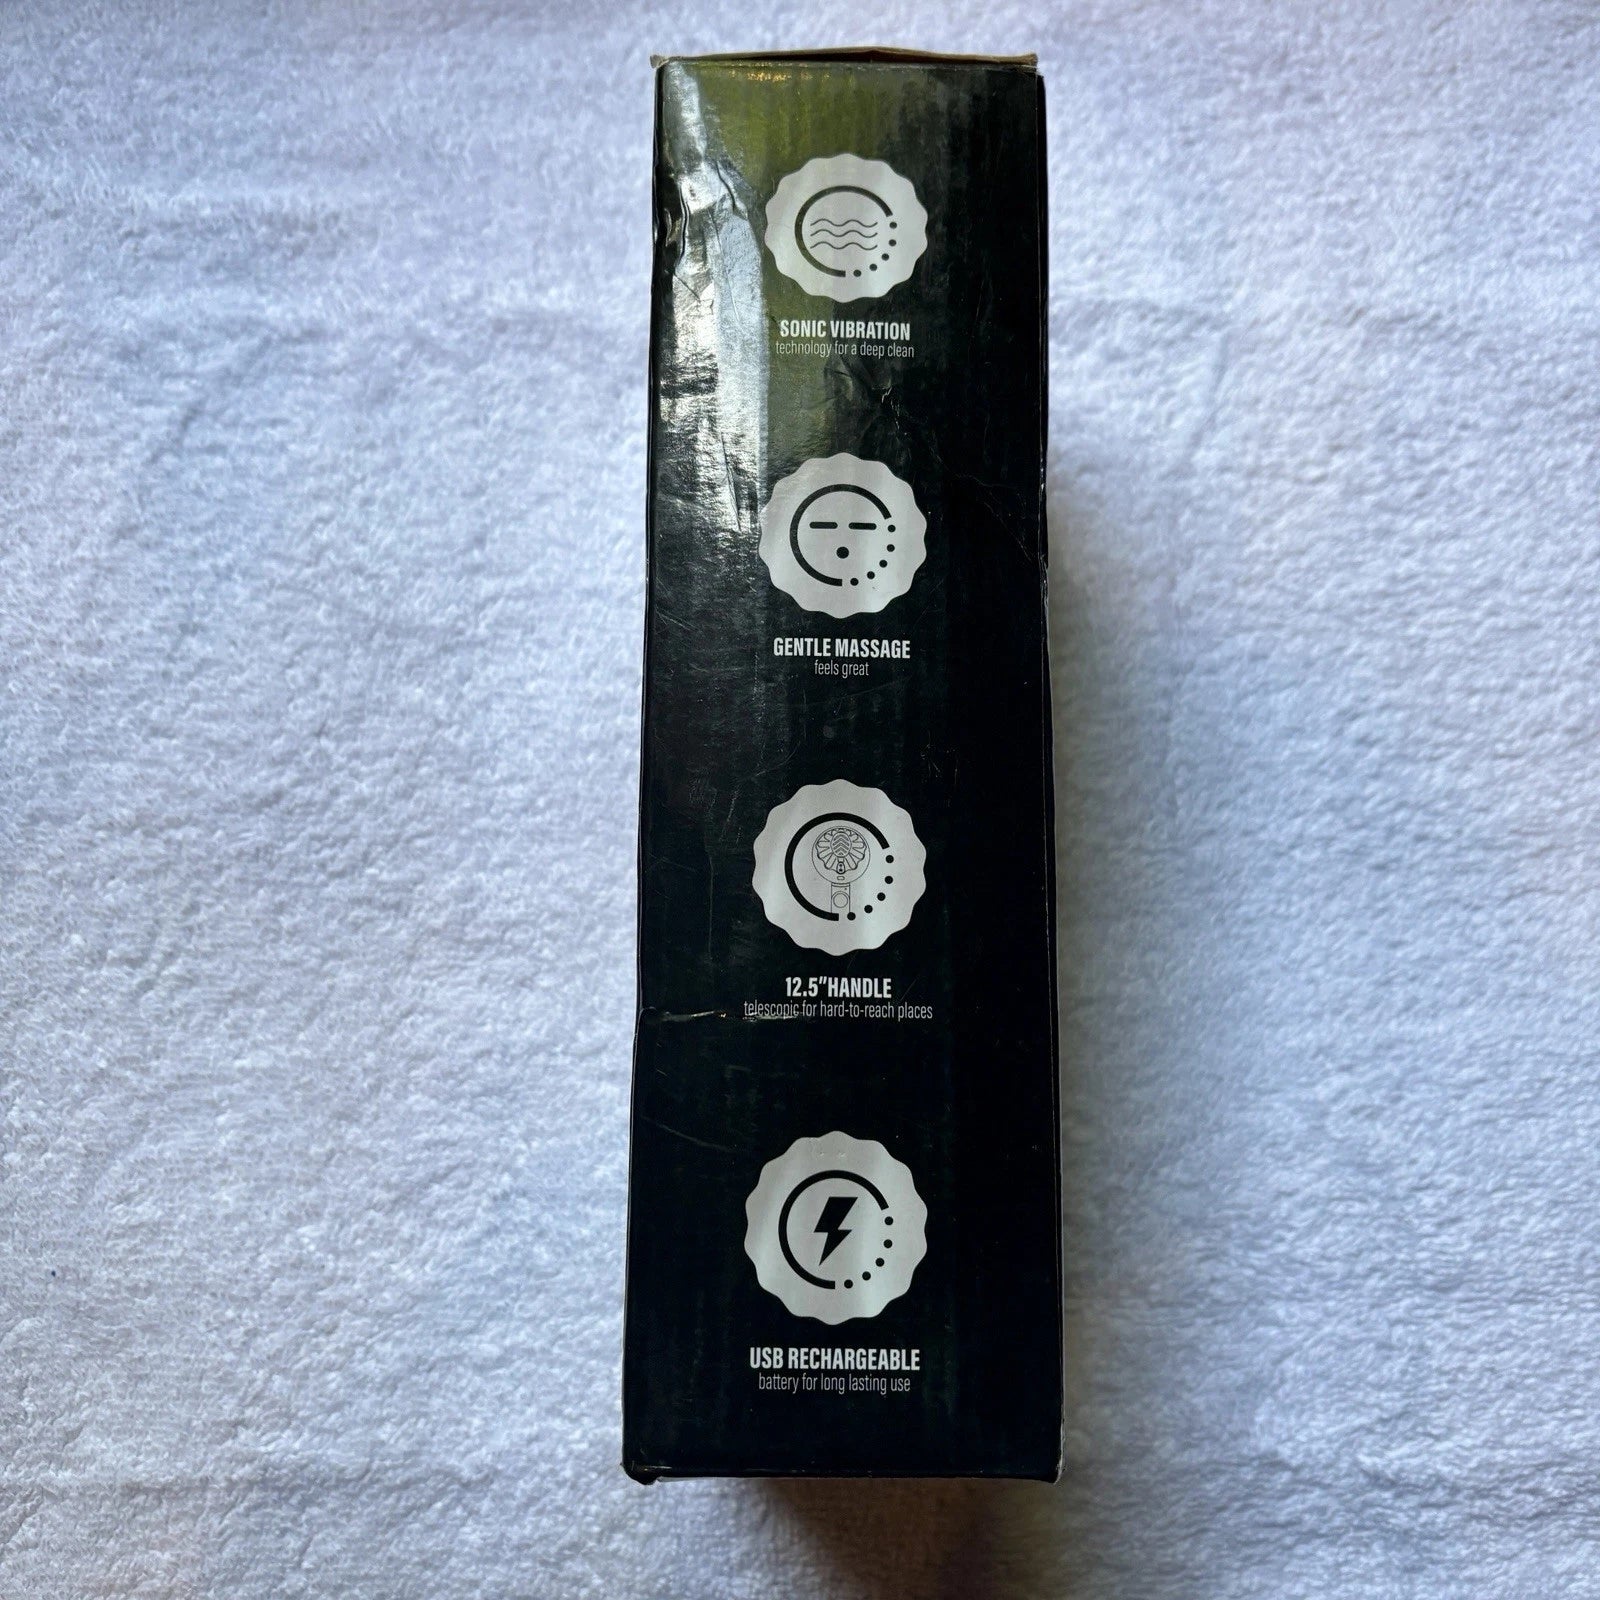 SONIC VIBRATION
technology for a deep clean
GENTLE MASSAGE
feels great
12.5"HANDLE
telescopic for hard-to-reach places
USB RECHARGEABLE
battery for long lasting use